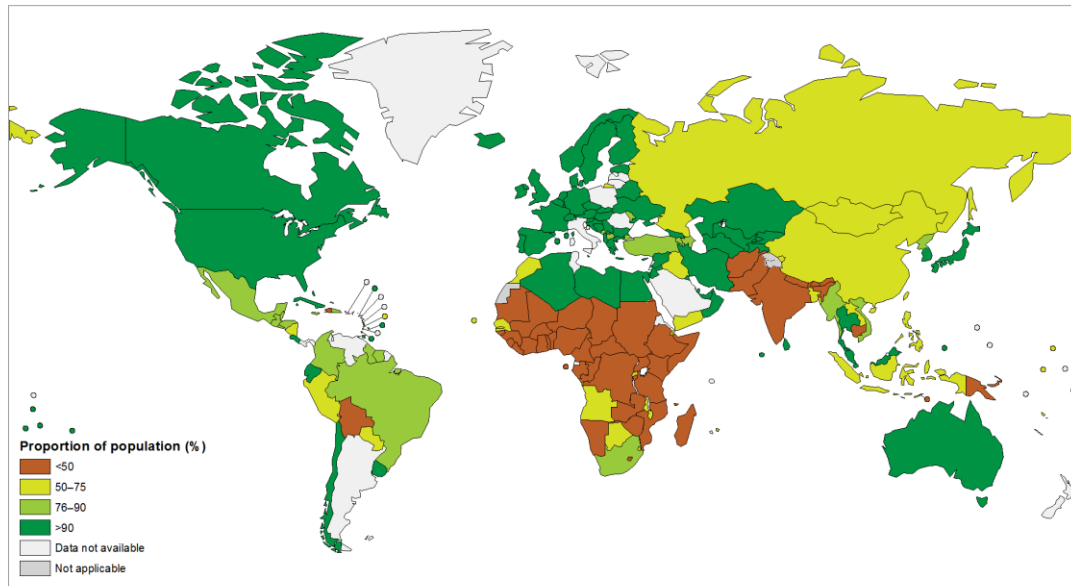 Proportion of population (%)
<50
50–75
76–90
>90
Data not available
Not applicable